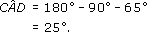 CÂD = 180° – 90° – 65°
= 25°.